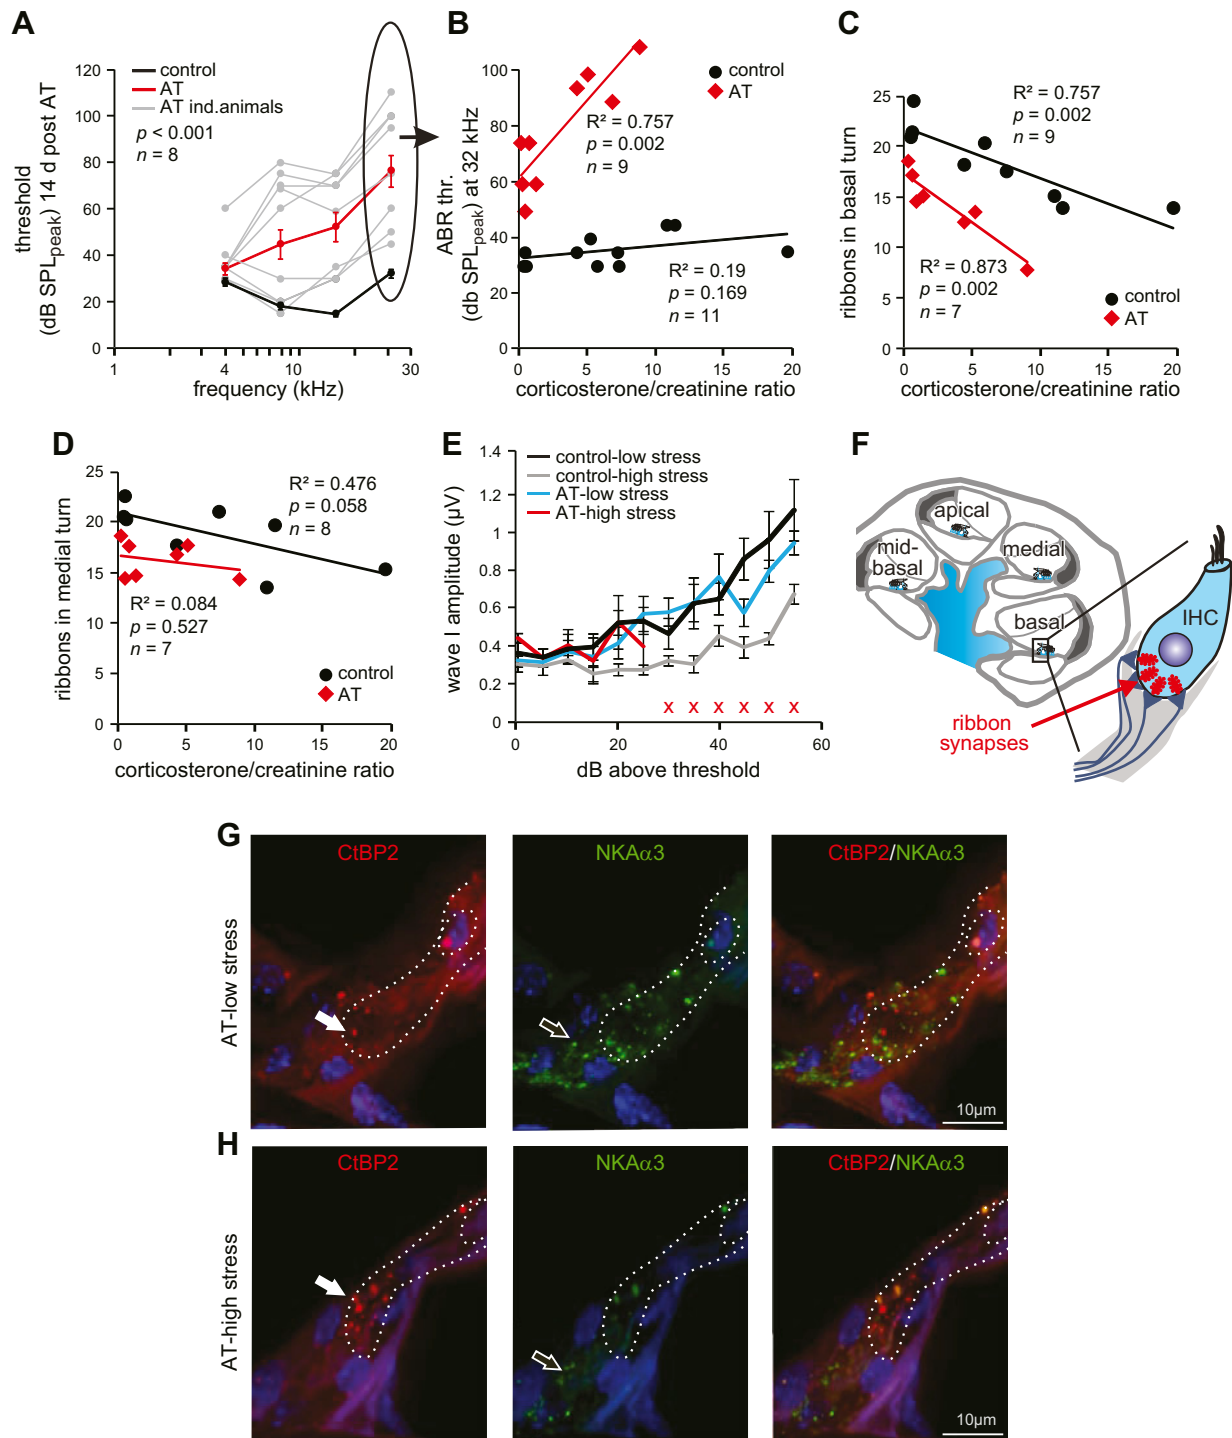 A
threshold
(dB SPLpeak) 14 d post AT
120
100
80
60
40
20
0
control
AT
AT ind.animals
p < 0.001
n = 8
1
4
10
30
frequency (kHz)
B
ABR thr.
(db SPLpeak) at 32 kHz
100
80
60
40
20
0
control
AT
R² = 0.757
p = 0.002
n = 9
R² = 0.19
p = 0.169
n = 11
0
5
10
15
20
corticosterone/creatinine ratio
C
ribbons in basal turn
25
20
15
10
5
0
R² = 0.757
p = 0.002
n = 9
R² = 0.873
p = 0.002
n = 7
control
AT
0
5
10
15
20
corticosterone/creatinine ratio
D
ribbons in medial turn
25
20
15
10
5
0
R² = 0.476
p = 0.058
n = 8
R² = 0.084
p = 0.527
n = 7
control
AT
0
5
10
15
20
corticosterone/creatinine ratio
E
wave I amplitude (µV)
1.4
1.2
1.0
0.8
0.6
0.4
0.2
0
control-low stress
control-high stress
AT-low stress
AT-high stress
x x x x x x
0
20
40
60
dB above threshold
F
apical
mid-
basal
medial
basal
IHC
ribbon
synapses
G
AT-low stress
CtBP2
NKAα3
CtBP2/NKAα3
10µm
H
AT-high stress
CtBP2
NKAα3
CtBP2/NKAα3
10µm